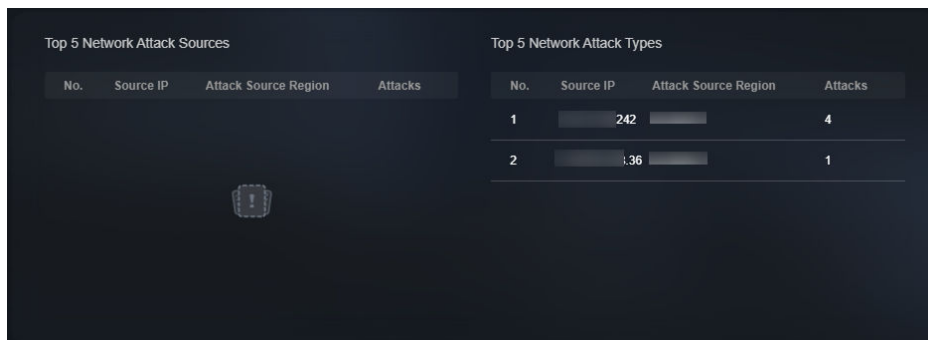 Top 5 Network Attack Sources
No. Source IP Attack Source Region Attacks
Top 5 Network Attack Types
No. Source IP Attack Source Region Attacks
1 242 4
2 .36 1